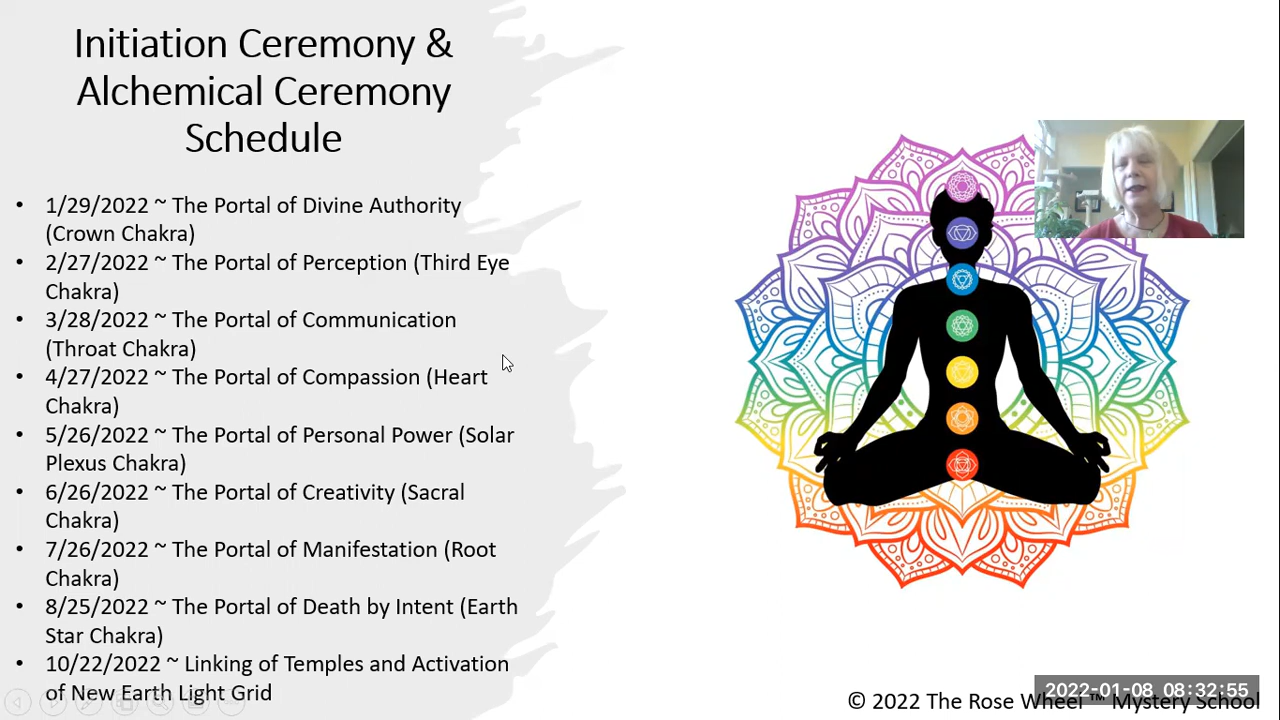 Initiation Ceremony &
Alchemical Ceremony
Schedule
• 1/29/2022 ~ The Portal of Divine Authority
(Crown Chakra)
• 2/27/2022 ~ The Portal of Perception (Third Eye
Chakra)
• 3/28/2022 ~ The Portal of Communication
(Throat Chakra)
• 4/27/2022 ~ The Portal of Compassion (Heart
Chakra)
• 5/26/2022 ~ The Portal of Personal Power (Solar
Plexus Chakra)
• 6/26/2022 ~ The Portal of Creativity (Sacral
Chakra)
• 7/26/2022 ~ The Portal of Manifestation (Root
Chakra)
• 8/25/2022 ~ The Portal of Death by Intent (Earth
Star Chakra)
• 10/22/2022 ~ Linking of Temples and Activation
of New Earth Light Grid
2022-01-08 08:32:55
© 2022 The Rose Wheel™ Mystery School